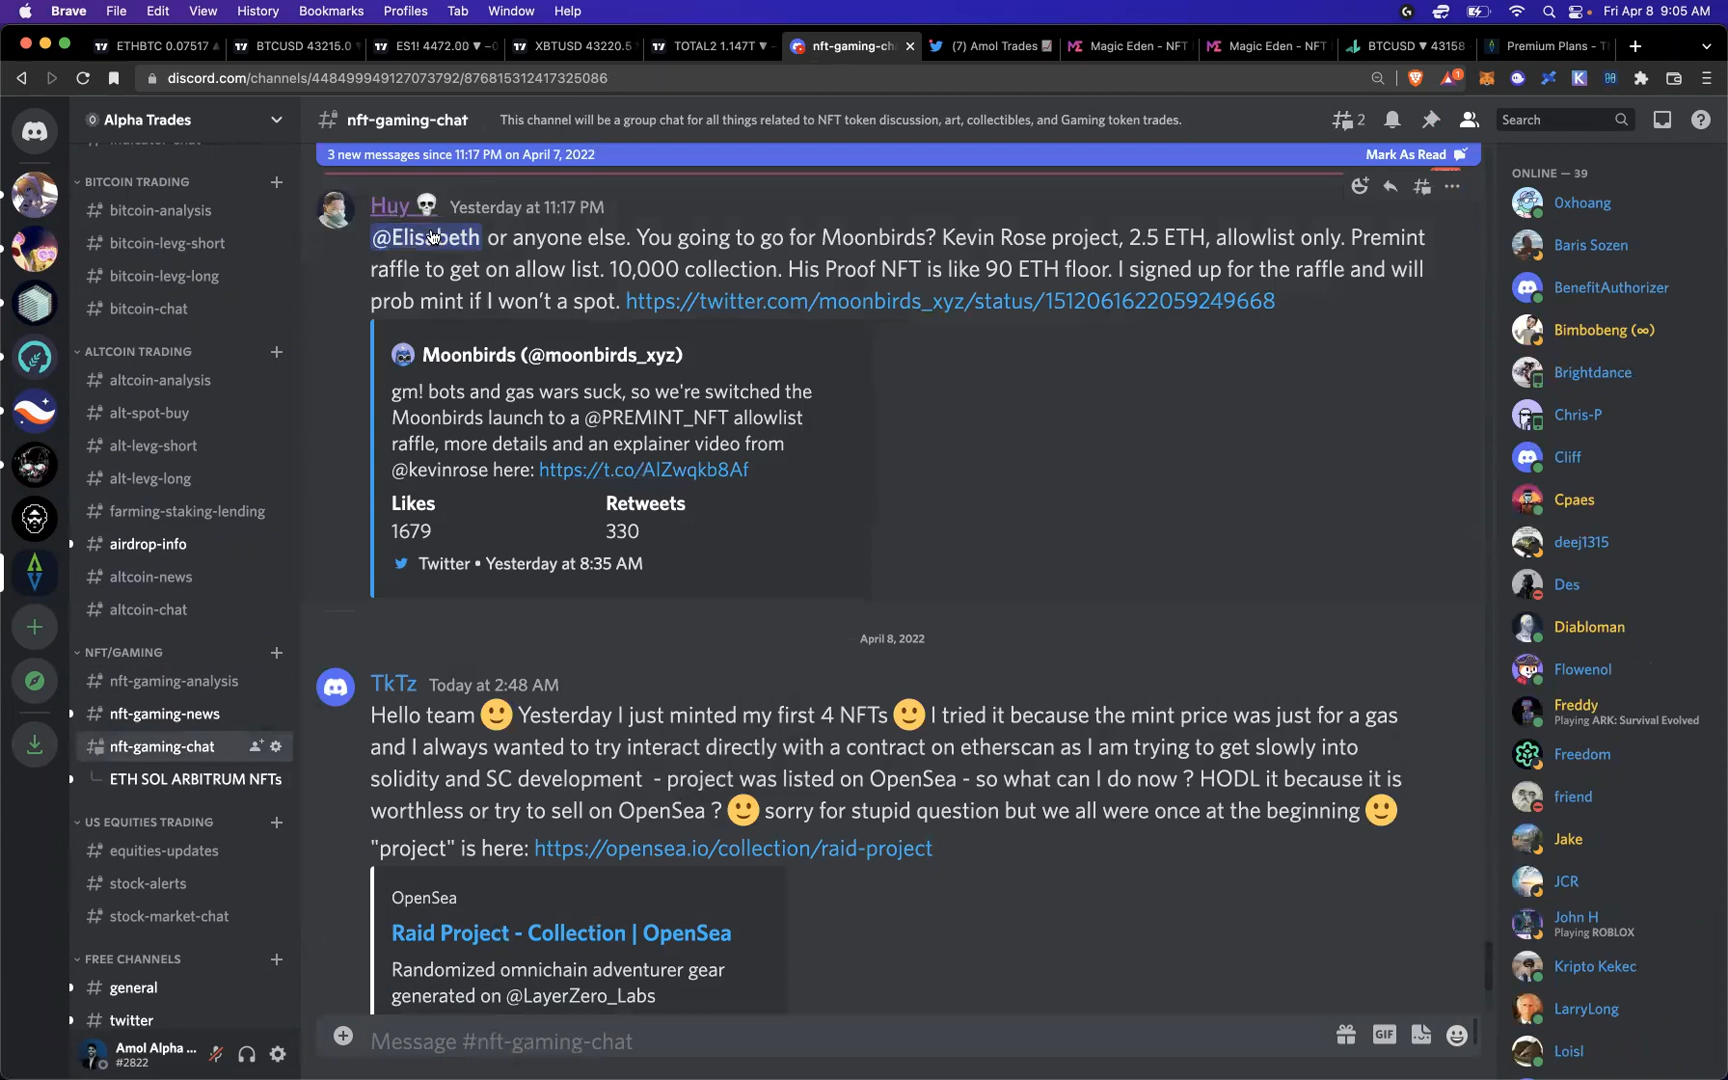 Brave File Edit View History Bookmarks Profiles Tab Window Help Fri Apr 8 9:05 AM
ETHBTC 0.07517 BTCUSD 43215.0 ES1! 4472.00 XBTUSD 43220.5 TOTAL2 1.147T nft-gaming-ch (7) Amol Trades Magic Eden - NFT Magic Eden - NFT BTCUSD 43158 Premium Plans - T
discord.com/channels/448499949127073792/876815312417325086
Alpha Trades
nft-gaming-chat This channel will be a group chat for all things related to NFT token discussion, art, collectibles, and Gaming token trades. 2 Search
3 new messages since 11:17 PM on April 7, 2022 Mark As Read
indicator-chat
BITCOIN TRADING
bitcoin-analysis
bitcoin-levg-short
bitcoin-levg-long
bitcoin-chat
ALTCOIN TRADING
altcoin-analysis
alt-spot-buy
alt-levg-short
alt-levg-long
farming-staking-lending
airdrop-info
altcoin-news
altcoin-chat
NFT/GAMING
nft-gaming-analysis
nft-gaming-news
nft-gaming-chat
ETH SOL ARBITRUM NFTs
US EQUITIES TRADING
equities-updates
stock-alerts
stock-market-chat
FREE CHANNELS
general
twitter
Amol Alpha ...
#2822
Huy 💀 Yesterday at 11:17 PM
@Elissbeth or anyone else. You going to go for Moonbirds? Kevin Rose project, 2.5 ETH, allowlist only. Premint
raffle to get on allow list. 10,000 collection. His Proof NFT is like 90 ETH floor. I signed up for the raffle and will
prob mint if I won't a spot. https://twitter.com/moonbirds_xyz/status/1512061622059249668
Moonbirds (@moonbirds_xyz)
gm! bots and gas wars suck, so we're switched the
Moonbirds launch to a @PREMINT_NFT allowlist
raffle, more details and an explainer video from
@kevinrose here: https://t.co/AlZwqkb8Af
Likes Retweets
1679 330
Twitter • Yesterday at 8:35 AM
April 8, 2022
TkTz Today at 2:48 AM
Hello team 🙂 Yesterday I just minted my first 4 NFTs 🙂 I tried it because the mint price was just for a gas
and I always wanted to try interact directly with a contract on etherscan as I am trying to get slowly into
solidity and SC development - project was listed on OpenSea - so what can I do now ? HODL it because it is
worthless or try to sell on OpenSea ? 🙂 sorry for stupid question but we all were once at the beginning 🙂
"project" is here: https://opensea.io/collection/raid-project
OpenSea
Raid Project - Collection | OpenSea
Randomized omnichain adventurer gear
generated on @LayerZero_Labs
Message #nft-gaming-chat
GIF
ONLINE — 39
0xhoang
Baris Sozen
BenefitAuthorizer
Bimbobeng (∞)
Brightdance
Chris-P
Cliff
Cpaes
deej1315
Des
Diabloman
Flowenol
Freddy
Playing ARK: Survival Evolved
Freedom
friend
Jake
JCR
John H
Playing ROBLOX
Kripto Kekec
LarryLong
Loisl